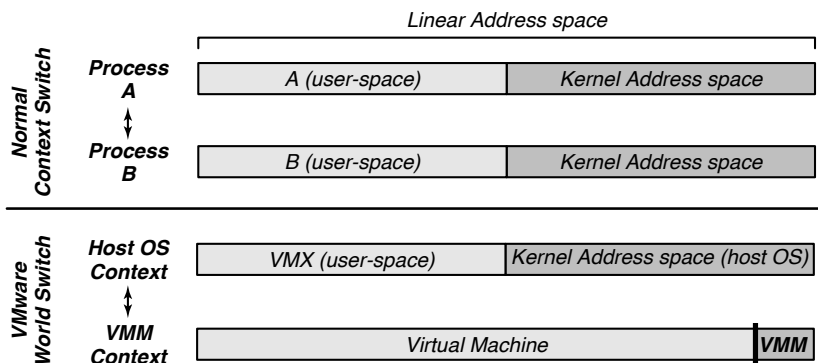 Linear Address space
Normal
Context Switch
Process
A
A (user-space)
Kernel Address space
Process
B
B (user-space)
Kernel Address space
VMware
World Switch
Host OS
Context
VMX (user-space)
Kernel Address space (host OS)
VMM
Context
Virtual Machine
VMM